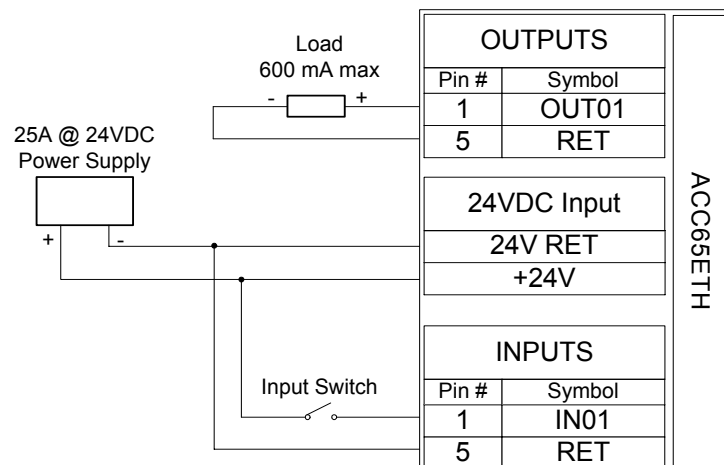 Load
600 mA max
- +
25A @ 24VDC
Power Supply
+ -
OUTPUTS
Pin # Symbol
1 OUT01
5 RET
24VDC Input
24V RET
+24V
INPUTS
Pin # Symbol
1 IN01
5 RET
Input Switch
ACC65ETH